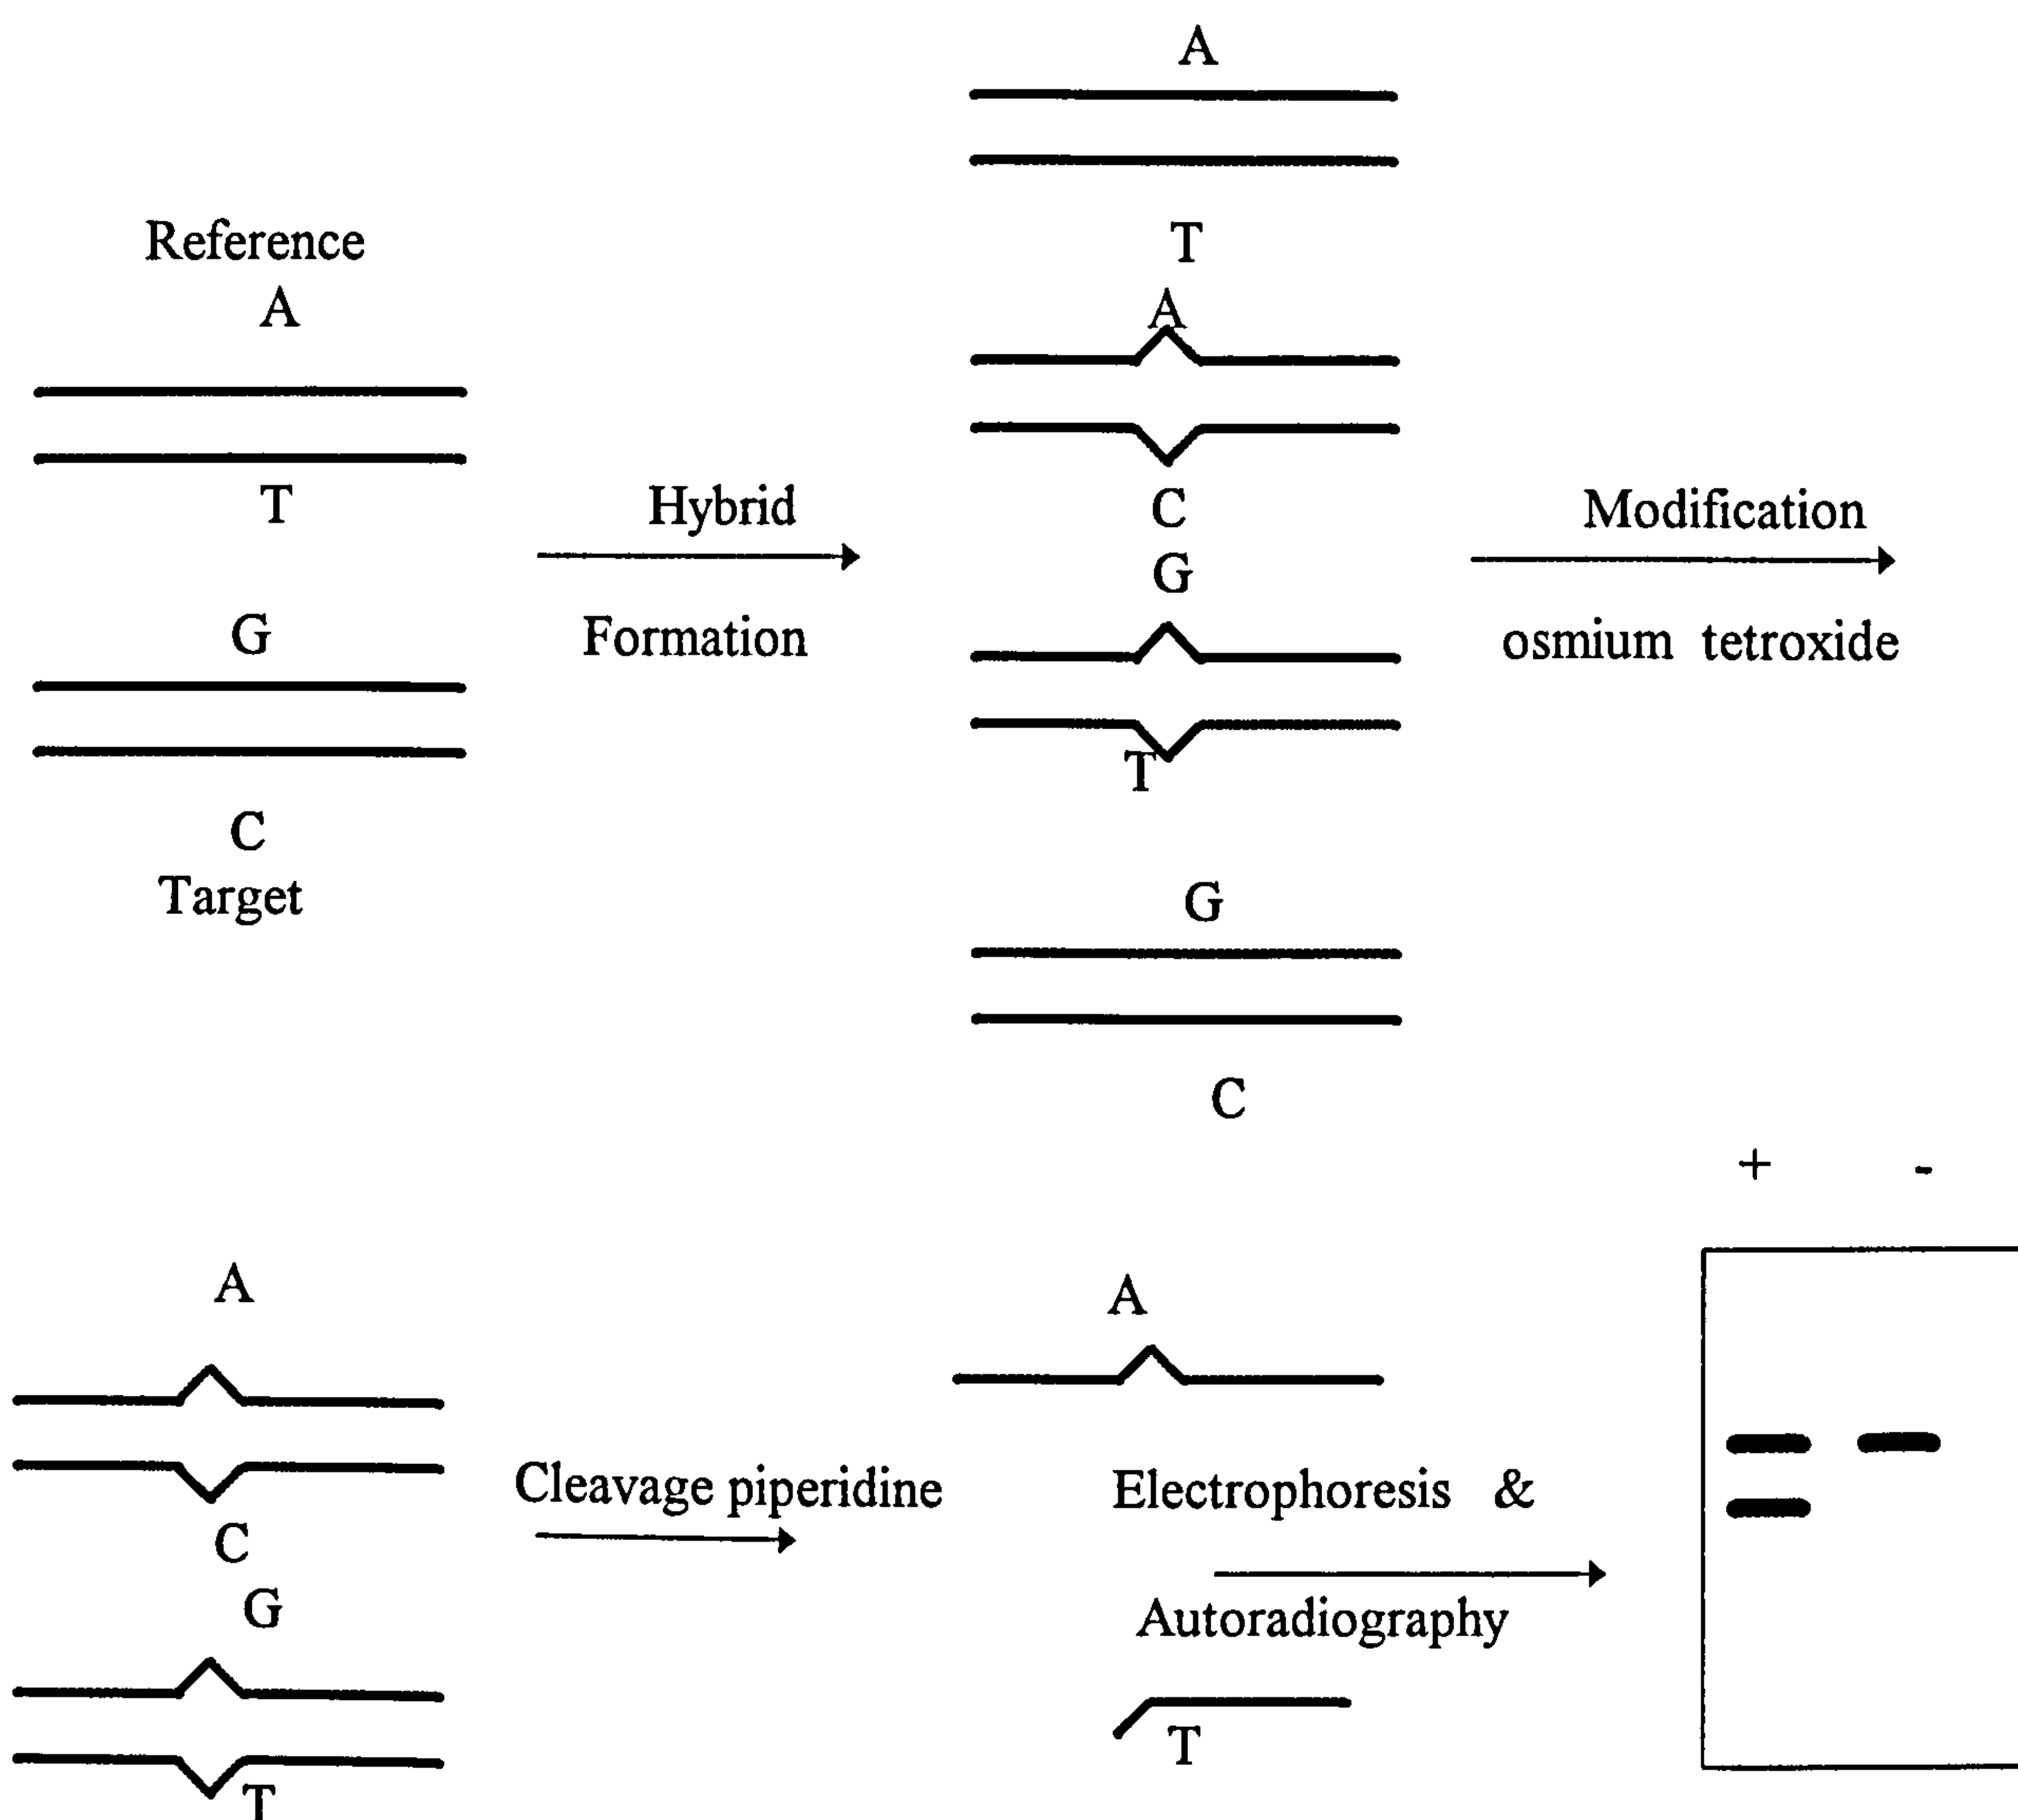 Reference
A
T
G
C
Target
Hybrid
Formation
A
T
A
C
G
T
G
C
Modification
osmium tetroxide
A
C
G
T
Cleavage piperidine
A
Electrophoresis &
Autoradiography
T
+ -